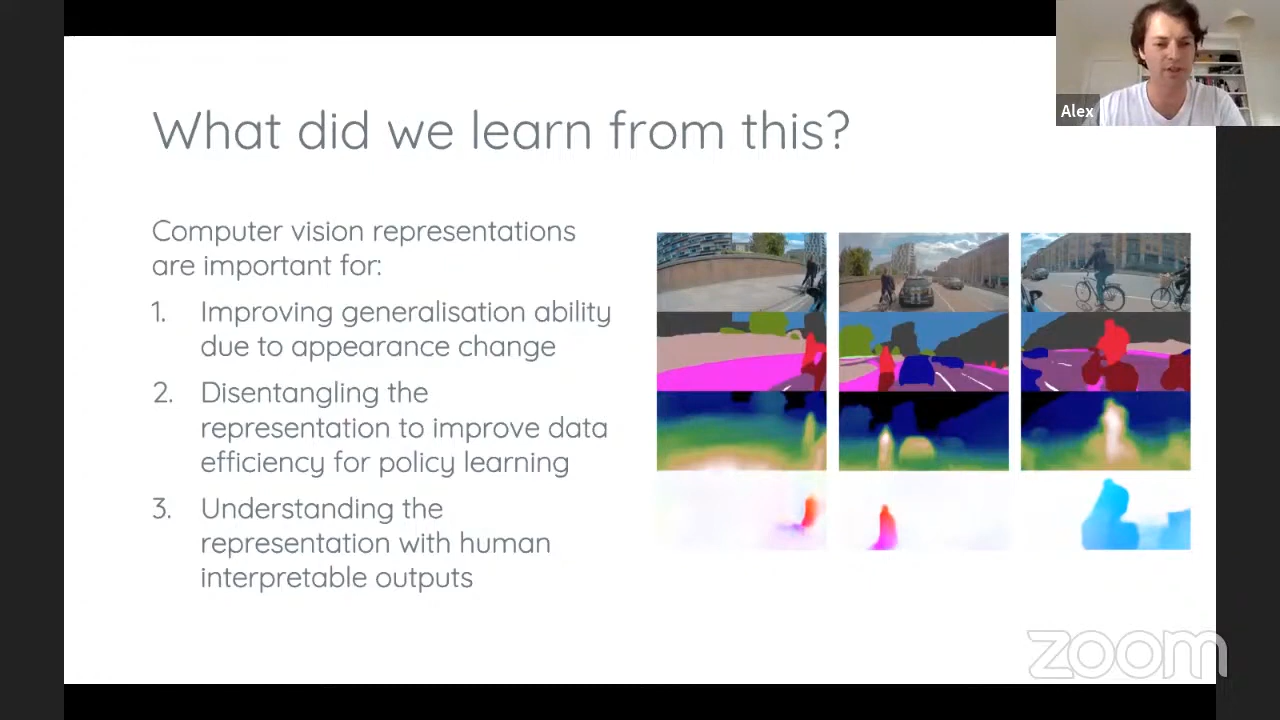 Alex
What did we learn from this?
Computer vision representations
are important for:
1. Improving generalisation ability
due to appearance change
2. Disentangling the
representation to improve data
efficiency for policy learning
3. Understanding the
representation with human
interpretable outputs
zoom